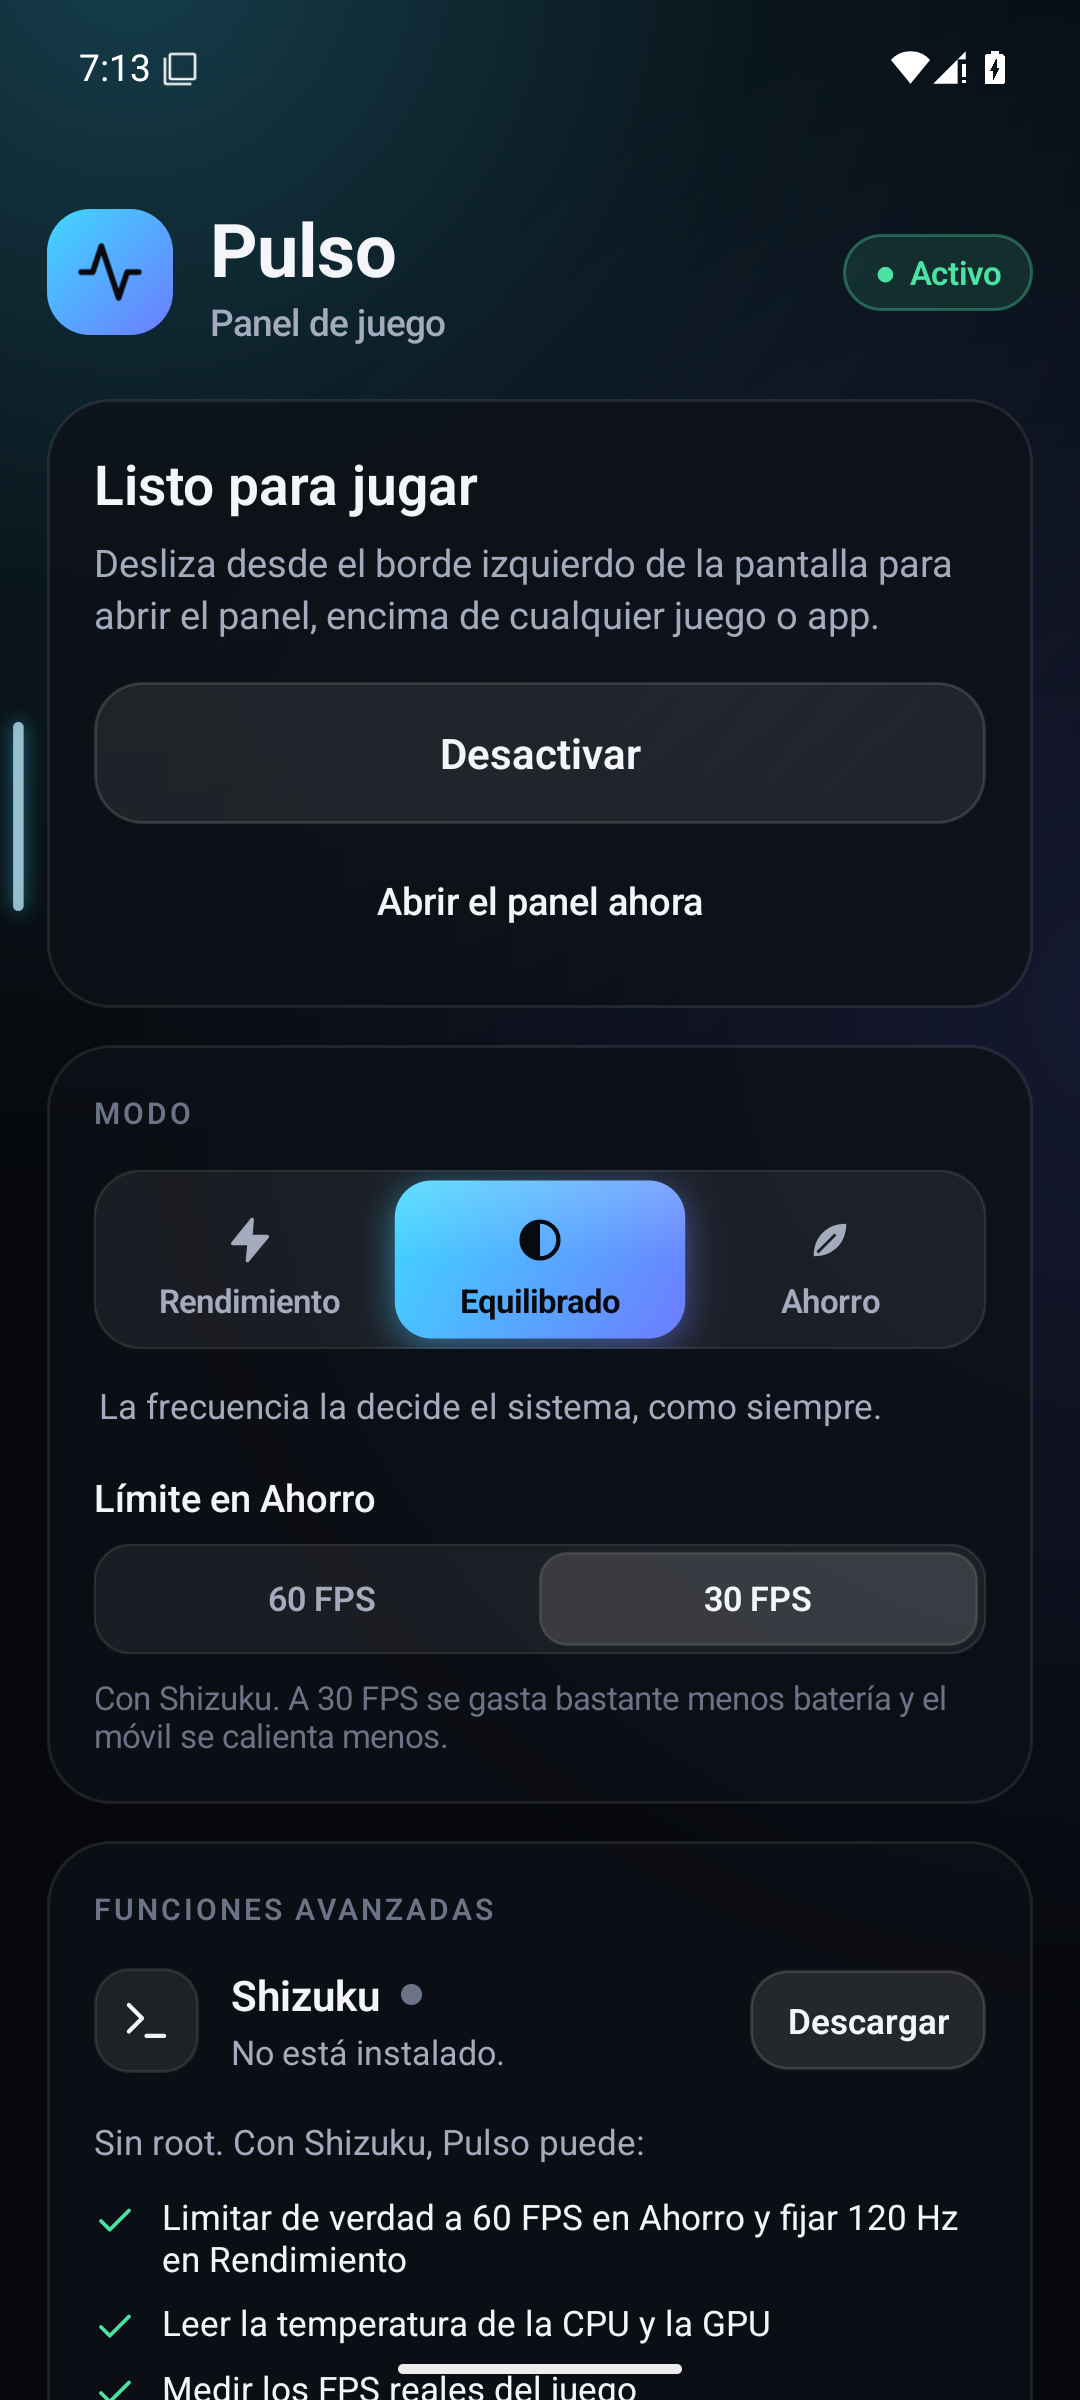 7:13
Pulso
Panel de juego
Activo
Listo para jugar
Desliza desde el borde izquierdo de la pantalla para
abrir el panel, encima de cualquier juego o app.
Desactivar
Abrir el panel ahora
MODO
Rendimiento
Equilibrado
Ahorro
La frecuencia la decide el sistema, como siempre.
Límite en Ahorro
60 FPS
30 FPS
Con Shizuku. A 30 FPS se gasta bastante menos batería y el
móvil se calienta menos.
FUNCIONES AVANZADAS
Shizuku
No está instalado.
Descargar
Sin root. Con Shizuku, Pulso puede:
Limitar de verdad a 60 FPS en Ahorro y fijar 120 Hz
en Rendimiento
Leer la temperatura de la CPU y la GPU
Medir los FPS reales del juego